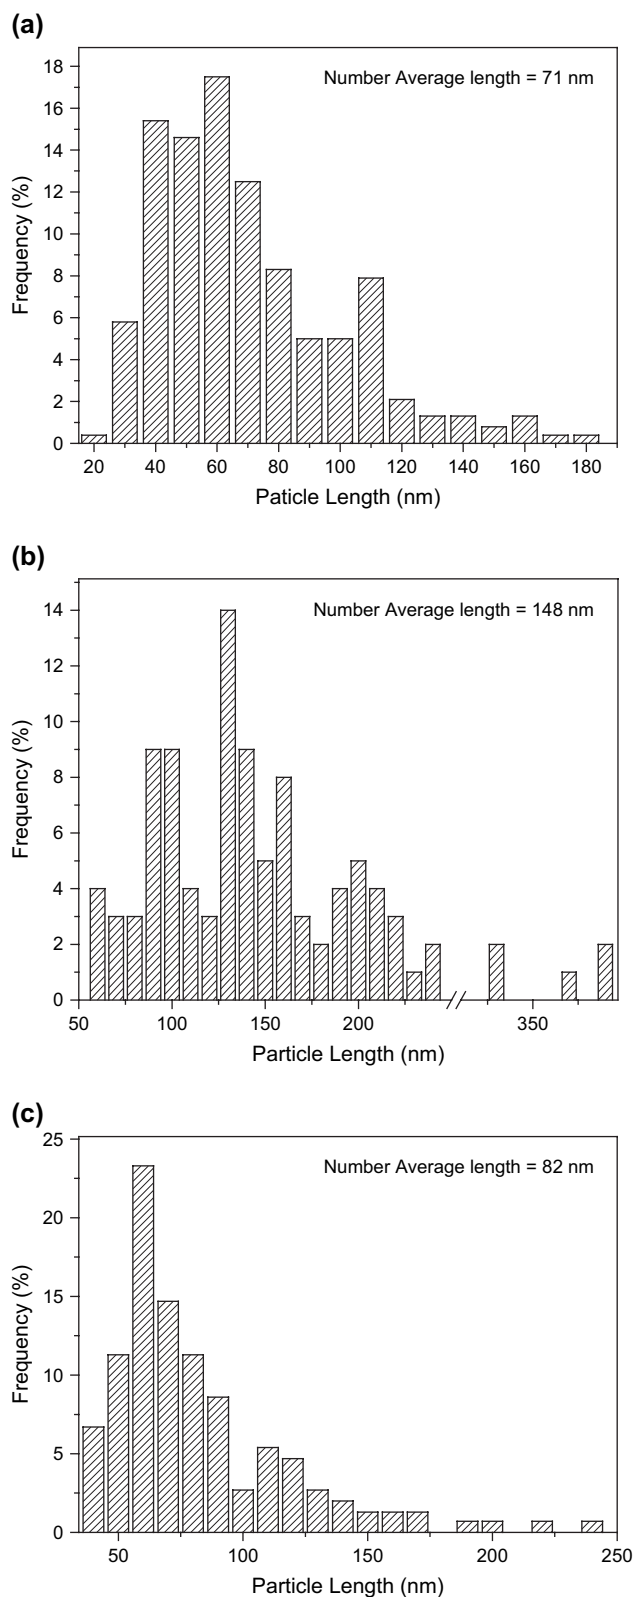 (a)
Number Average length = 71 nm
Frequency (%)
18
16
14
12
10
8
6
4
2
0
20 40 60 80 100 120 140 160 180
Paticle Length (nm)
(b)
Number Average length = 148 nm
Frequency (%)
14
12
10
8
6
4
2
0
50 100 150 200 350
Particle Length (nm)
(c)
Number Average length = 82 nm
Frequency (%)
25
20
15
10
5
0
50 100 150 200 250
Particle Length (nm)